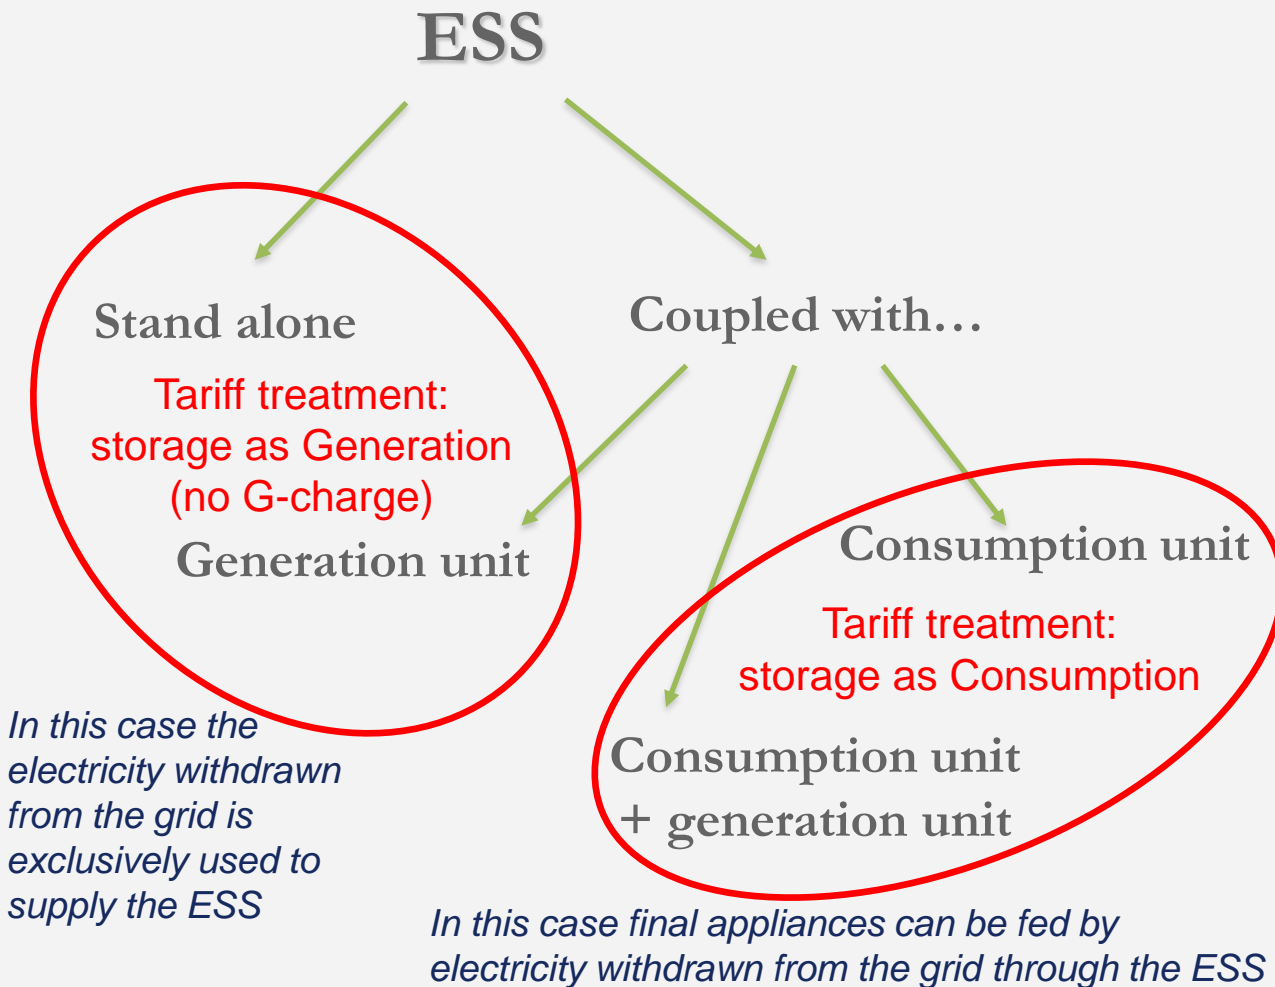 ESS
Stand alone
Tariff treatment:
storage as Generation
(no G-charge)
Generation unit
In this case the
electricity withdrawn
from the grid is
exclusively used to
supply the ESS
Coupled with…
Consumption unit
Tariff treatment:
storage as Consumption
Consumption unit
+ generation unit
In this case final appliances can be fed by
electricity withdrawn from the grid through the ESS